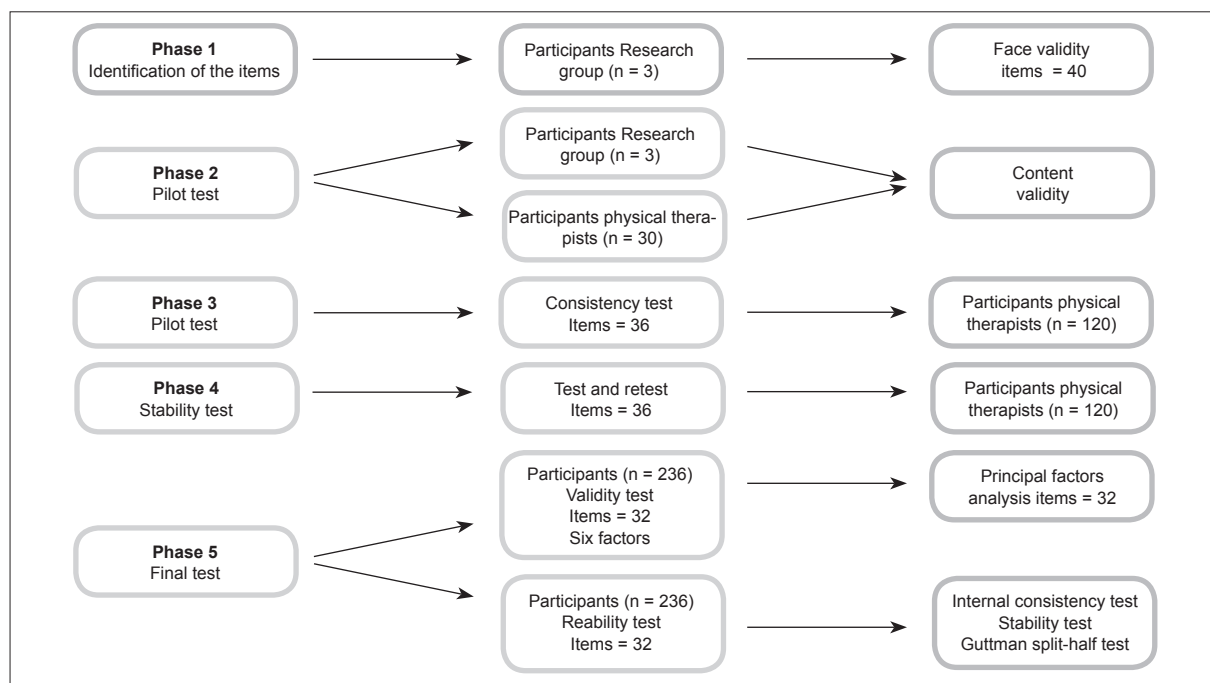 Phase 1
Identification of the items
Participants Research
group (n = 3)
Face validity
items = 40
Phase 2
Pilot test
Participants Research
group (n = 3)
Participants physical thera-
pists (n = 30)
Content
validity
Phase 3
Pilot test
Consistency test
Items = 36
Participants physical
therapists (n = 120)
Phase 4
Stability test
Test and retest
Items = 36
Participants physical
therapists (n = 120)
Phase 5
Final test
Participants (n = 236)
Validity test
Items = 32
Six factors
Principal factors
analysis items = 32
Participants (n = 236)
Reability test
Items = 32
Internal consistency test
Stability test
Guttman split-half test